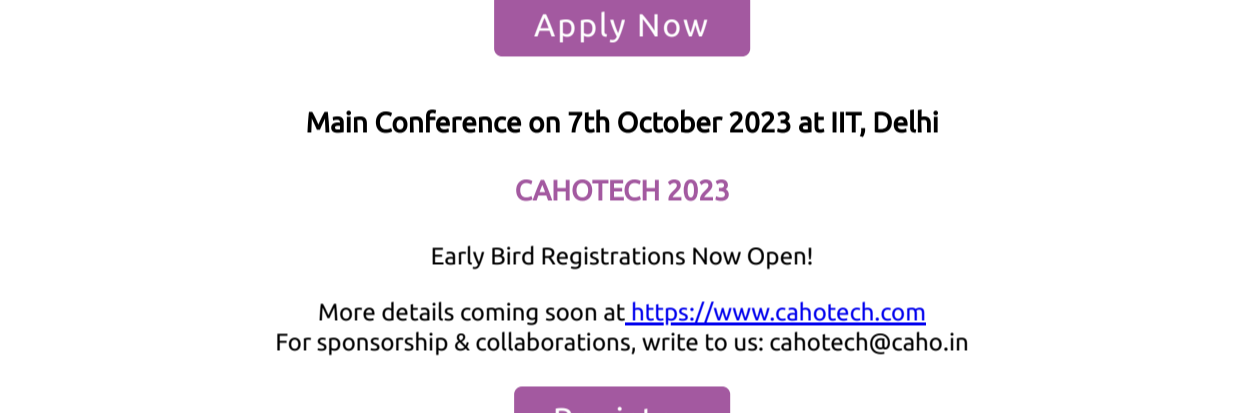 Apply Now
Main Conference on 7th October 2023 at IIT, Delhi
CAHOTECH 2023
Early Bird Registrations Now Open!
More details coming soon at https://www.cahotech.com
For sponsorship & collaborations, write to us: cahotech@caho.in